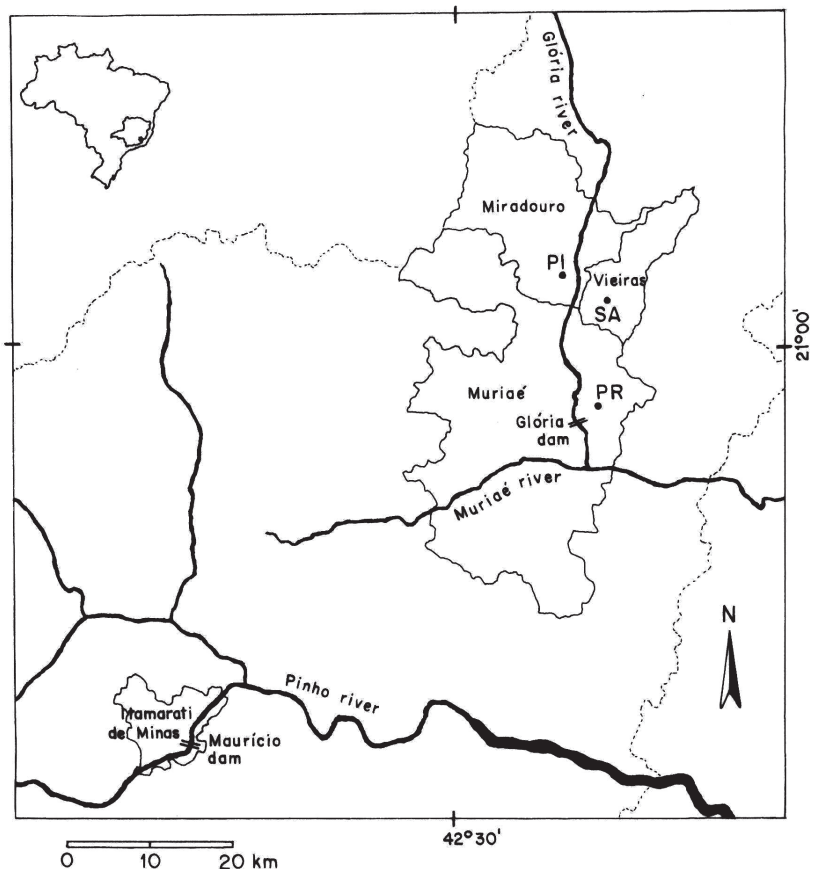 Glória
river
Miradouro
PI
Vieiras
SA
21°00'
Muriaé
PR
Glória
dam
Muriaé river
N
Pinho river
Itamarati
de Minas
Maurício
dam
42°30'
0 10 20 km